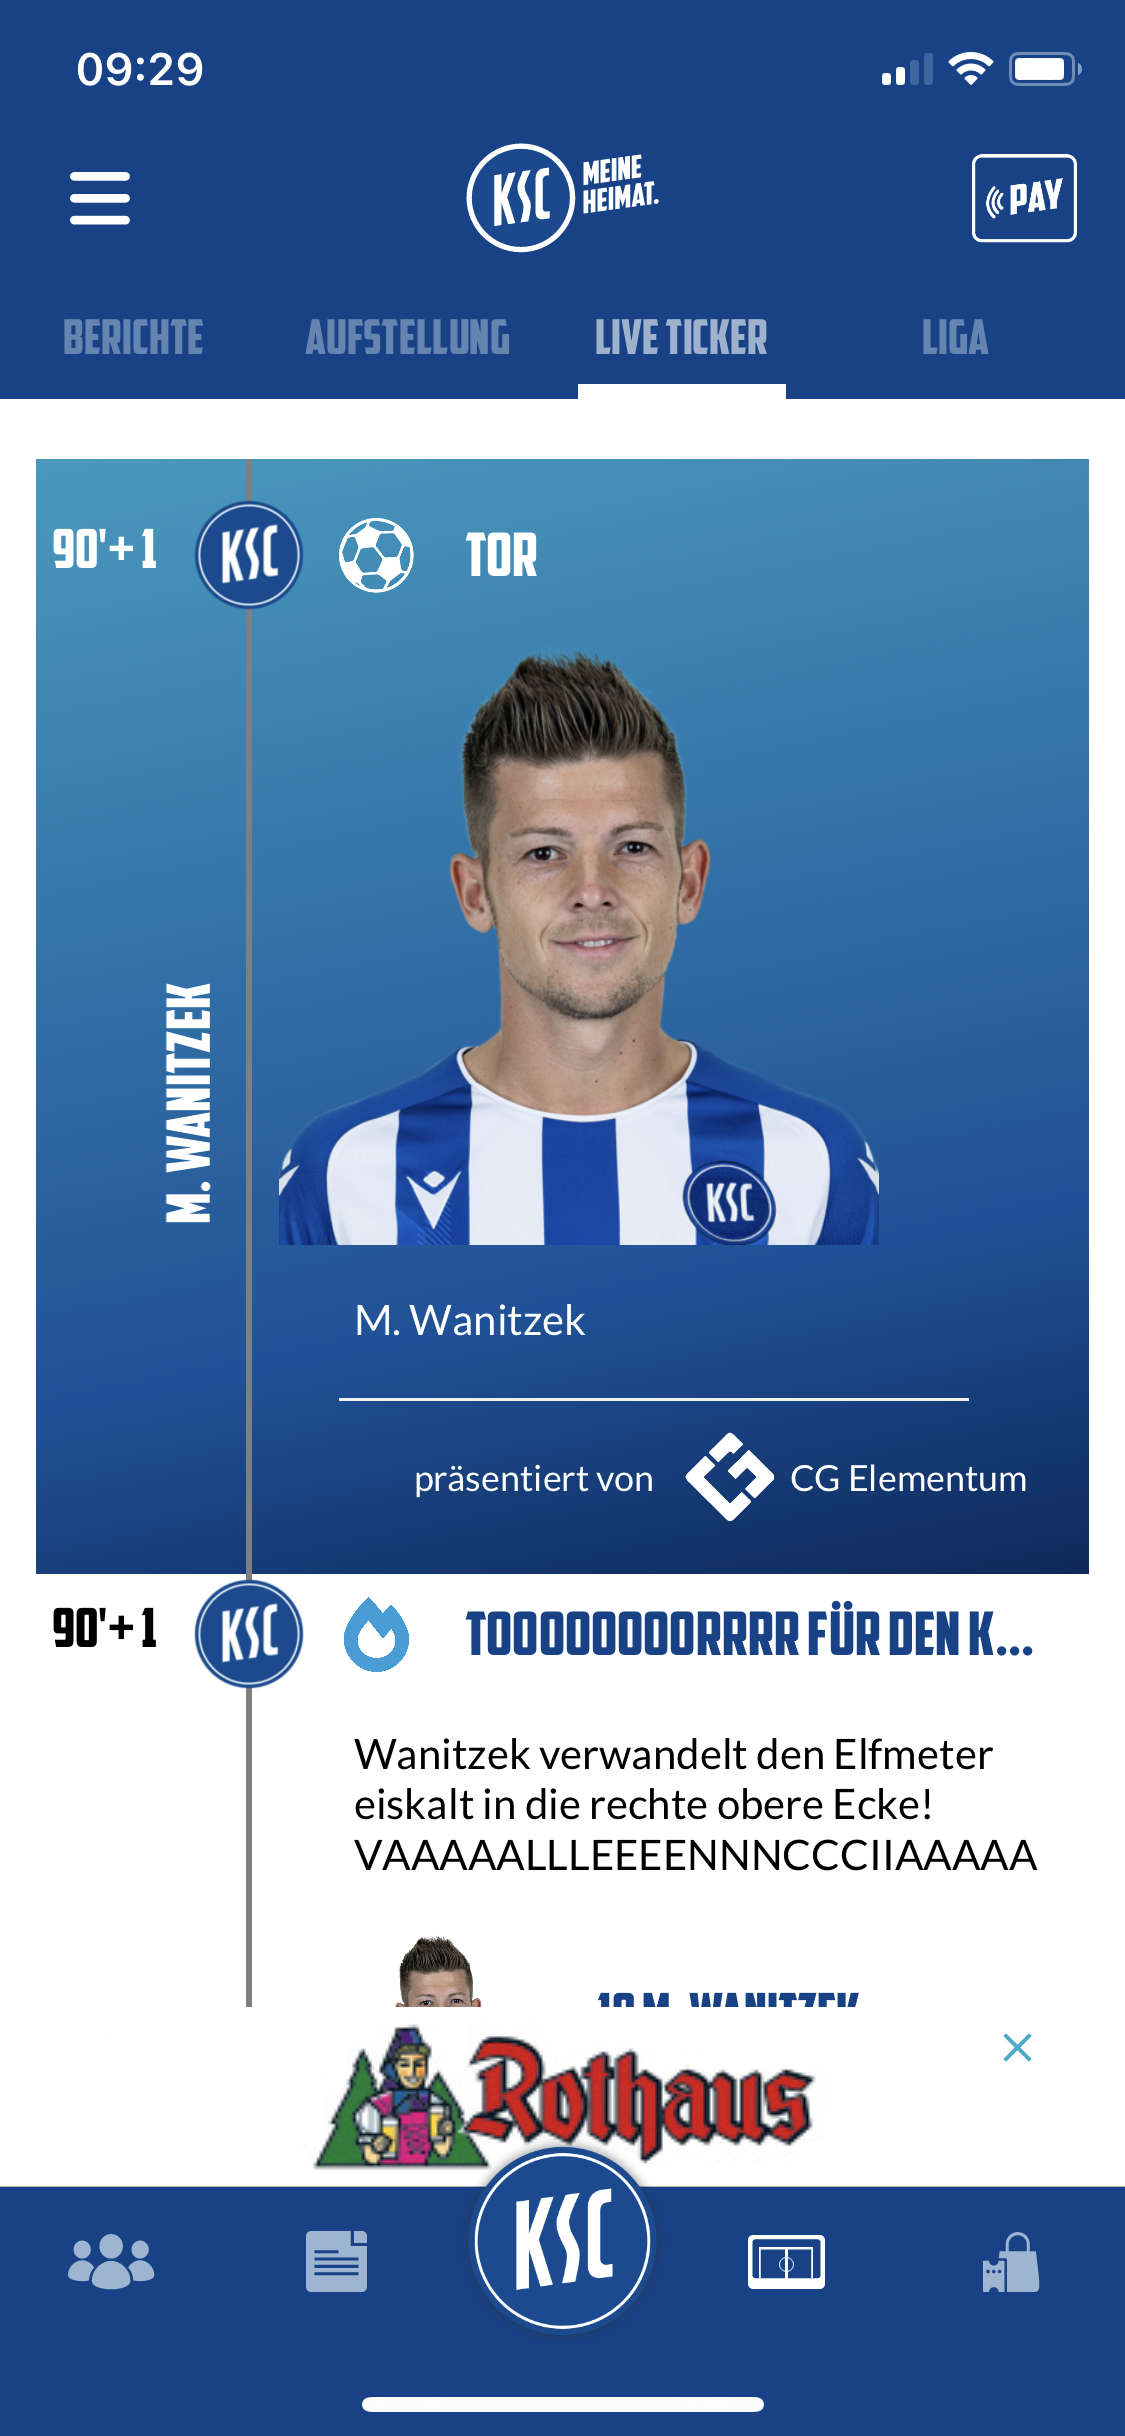 09:29
KSC MEINE
HEIMAT.
PAY
BERICHTE AUFSTELLUNG LIVE TICKER LIGA
90'+1 KSC TOR
M. WANITZEK
KSC
M. Wanitzek
präsentiert von CG Elementum
90'+1 KSC TOOOOOOOORRRR FÜR DEN K...
Wanitzek verwandelt den Elfmeter
eiskalt in die rechte obere Ecke!
VAAAAALLLEEEENNNCCCIIAAAAA
10 M. WANITZEK
Rothaus
KSC